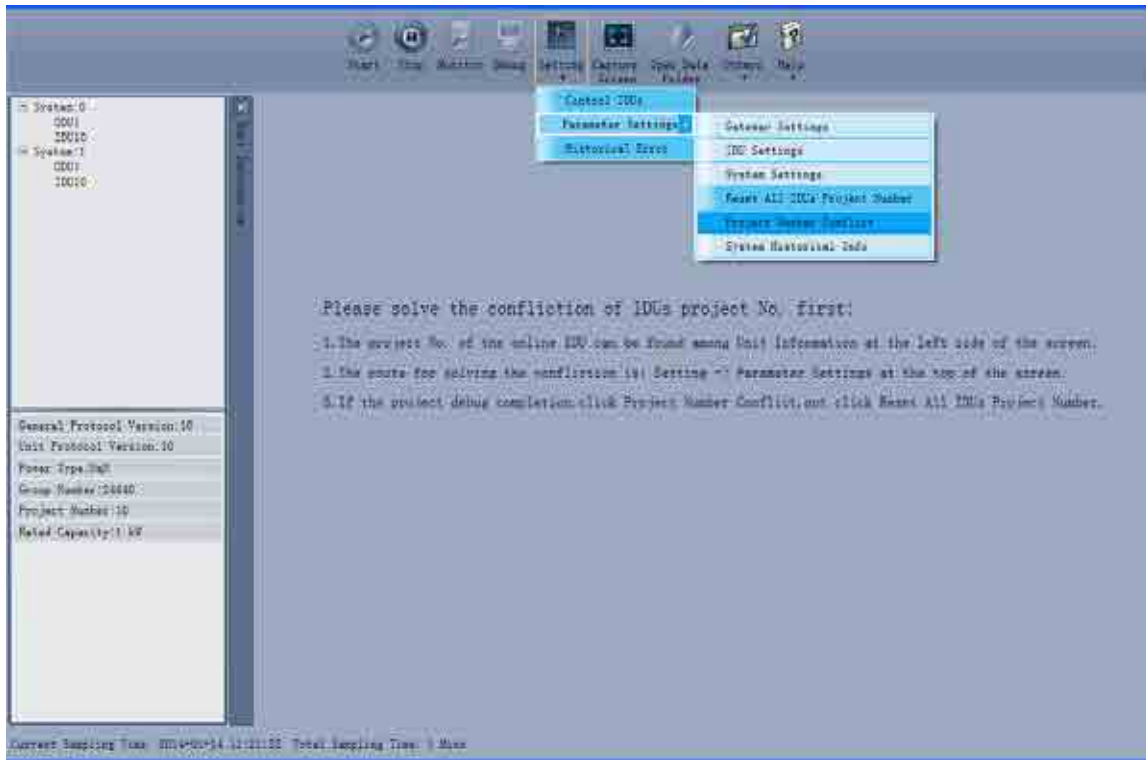 Start Stop Monitor Debug Setting Capture Screen Open Data Folder Others Help
Control IDUs
Parameter Settings
Historical Error
Gateway Settings
IDU Settings
System Settings
Reset All IDUs Project Number
Project Number Conflict
System Historical Info
System:0
ODU1
IDU10
System:1
ODU1
IDU10
Please solve the confliction of IDUs project No. first:
1.The project No. of the online IDU can be found among Unit Information at the left side of the screen.
2.The route for solving the confliction is: Setting -> Parameter Settings at the top of the screen.
3.If the project debug completion,click Project Number Conflict,not click Reset All IDUs Project Number.
General Protocol Version:10
Unit Protocol Version:10
Power Type:
Group Number:
Project Number:10
Rated Capacity:1 kW
Current Sampling Time: Total Sampling Time: Mins